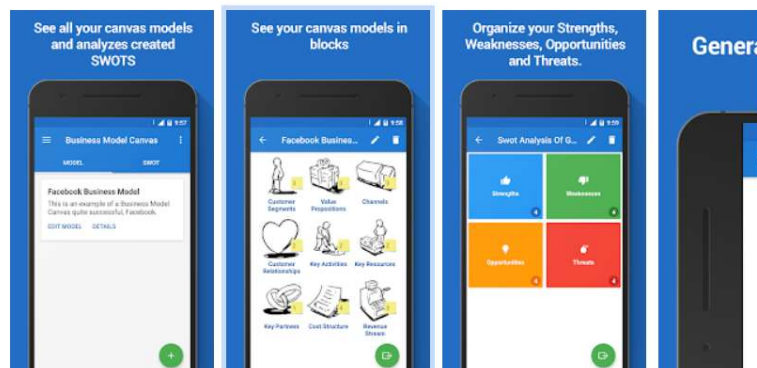 See all your canvas models
and analyzes created
SWOTS
9:57
Business Model Canvas
MODEL
SWOT
Facebook Business Model
This is an example of a Business Model
Canvas quite successful, Facebook.
EDIT MODEL DETAILS
See your canvas models in
blocks
9:58
Facebook Busines...
Customer
Segments
Value
Propositions
Channels
Customer
Relationships
Key Activities
Key Resources
Key Partners
Cost Structure
Revenue
Stream
Organize your Strengths,
Weaknesses, Opportunities
and Threats.
9:59
Swot Analysis Of G...
Strengths
4
Weaknesses
4
Opportunities
4
Threats
4
Genera